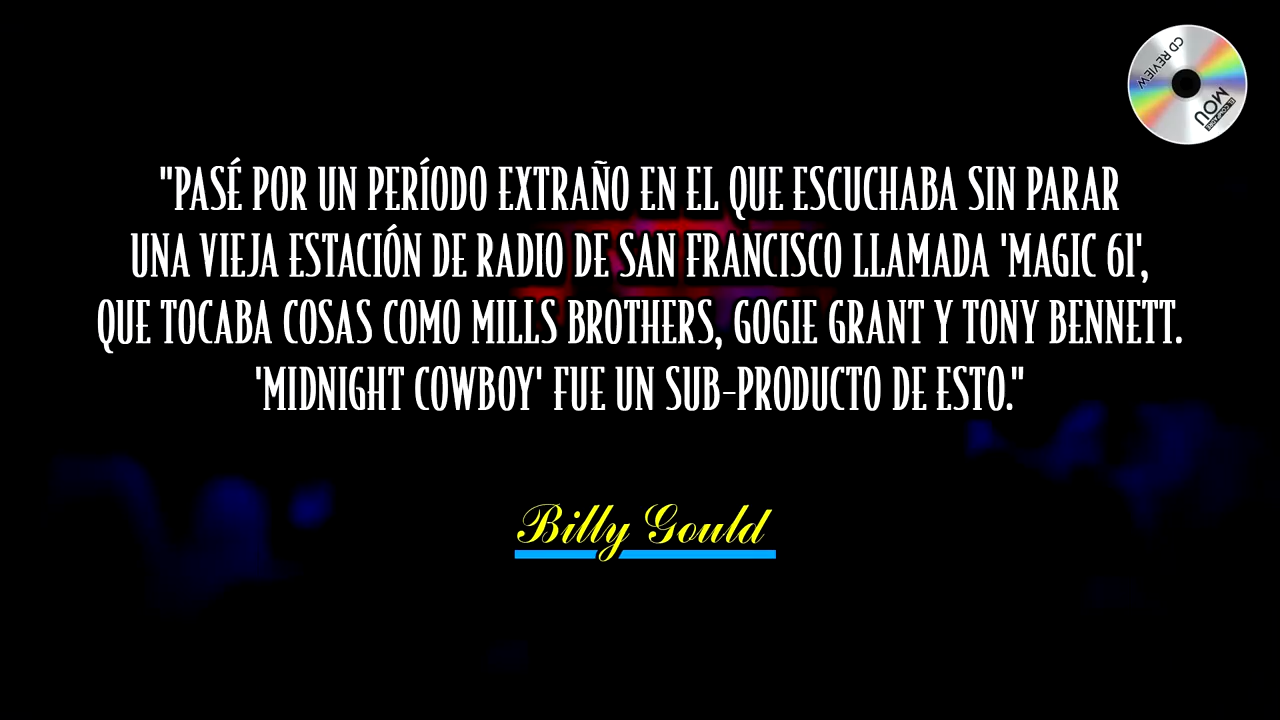 CD REVIEW
MOU
"PASÉ POR UN PERÍODO EXTRAÑO EN EL QUE ESCUCHABA SIN PARAR
UNA VIEJA ESTACIÓN DE RADIO DE SAN FRANCISCO LLAMADA 'MAGIC 61',
QUE TOCABA COSAS COMO MILLS BROTHERS, GOGIE GRANT Y TONY BENNETT.
'MIDNIGHT COWBOY' FUE UN SUB-PRODUCTO DE ESTO."
Billy Gould